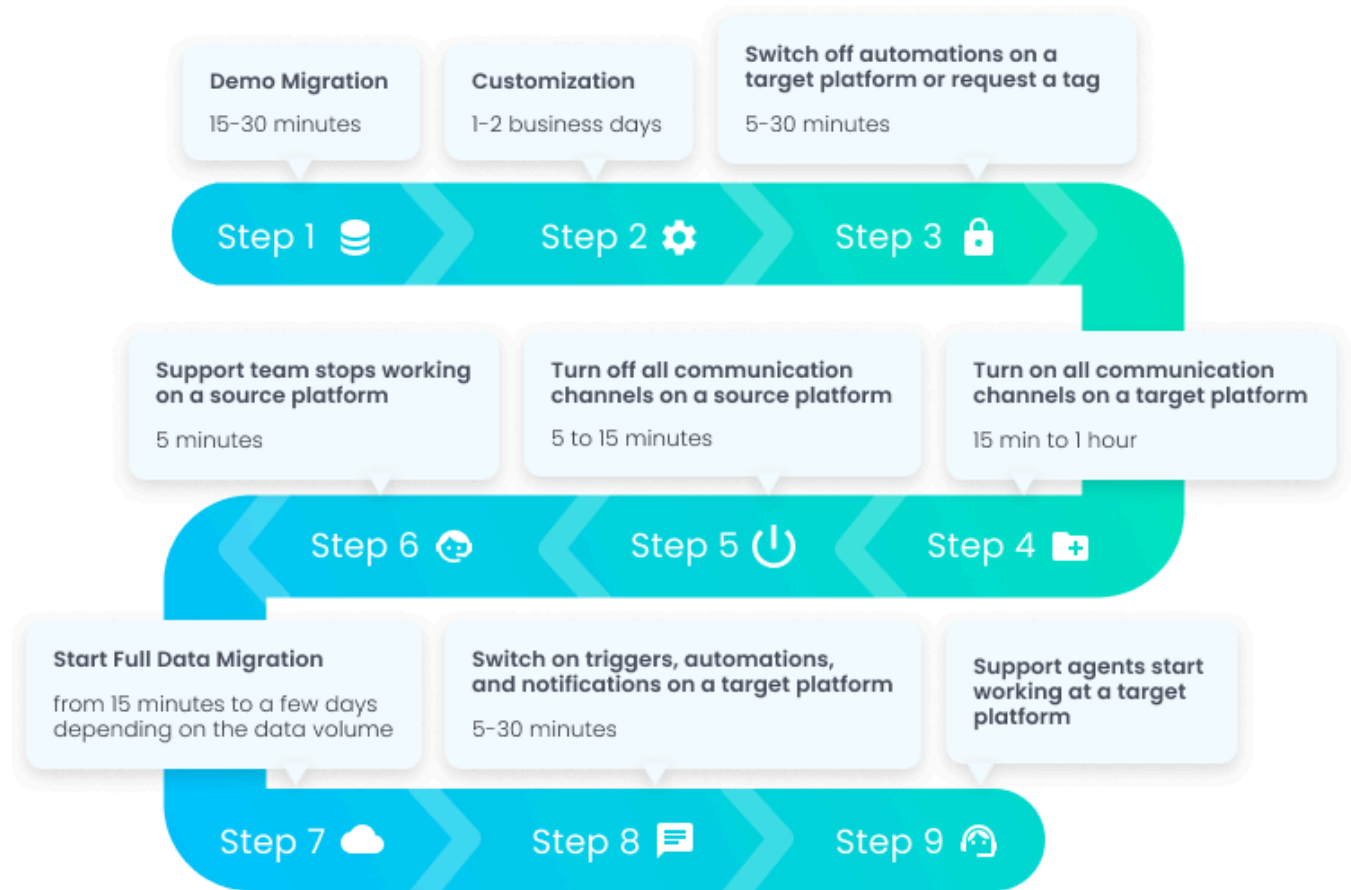 Demo Migration
15-30 minutes
Customization
1-2 business days
Switch off automations on a
target platform or request a tag
5-30 minutes
Step 1
Step 2
Step 3
Support team stops working
on a source platform
5 minutes
Turn off all communication
channels on a source platform
5 to 15 minutes
Turn on all communication
channels on a target platform
15 min to 1 hour
Step 6
Step 5
Step 4
Start Full Data Migration
from 15 minutes to a few days
depending on the data volume
Switch on triggers, automations,
and notifications on a target platform
5-30 minutes
Support agents start
working at a target
platform
Step 7
Step 8
Step 9